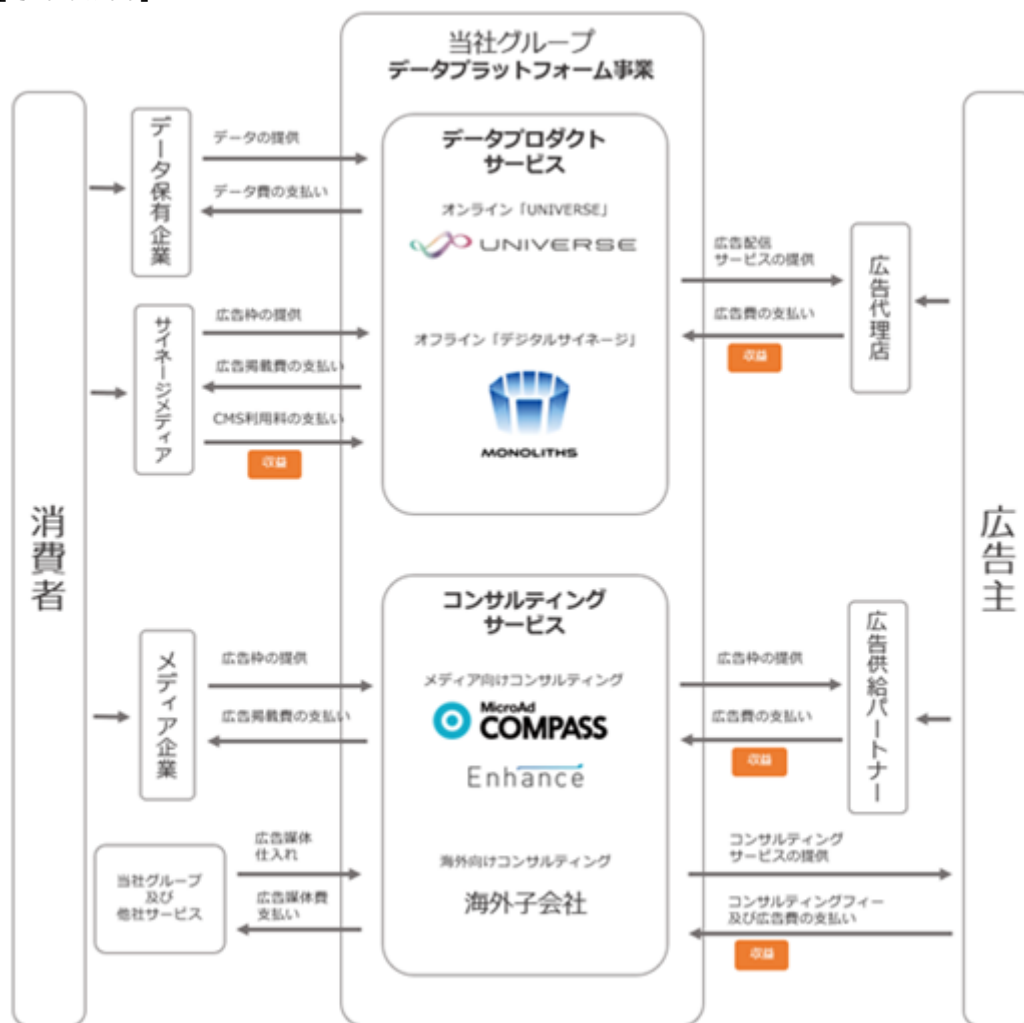 当社グループ
データプラットフォーム事業
消費者
データ保有企業
データの提供
データ費の支払い
サイネージメディア
広告枠の提供
広告掲載費の支払い
CMS利用料の支払い
収益
データプロダクト
サービス
オンライン「UNIVERSE」
UNIVERSE
オフライン「デジタルサイネージ」
MONOLITHS
広告配信
サービスの提供
広告費の支払い
収益
広告代理店
広告主
メディア企業
広告枠の提供
広告掲載費の支払い
当社グループ
及び
他社サービス
広告媒体
仕入れ
広告媒体費
支払い
コンサルティング
サービス
メディア向けコンサルティング
MicroAd
COMPASS
Enhance
海外向けコンサルティング
海外子会社
広告枠の提供
広告費の支払い
収益
広告供給パートナー
コンサルティング
サービスの提供
コンサルティングフィー
及び広告費の支払い
収益